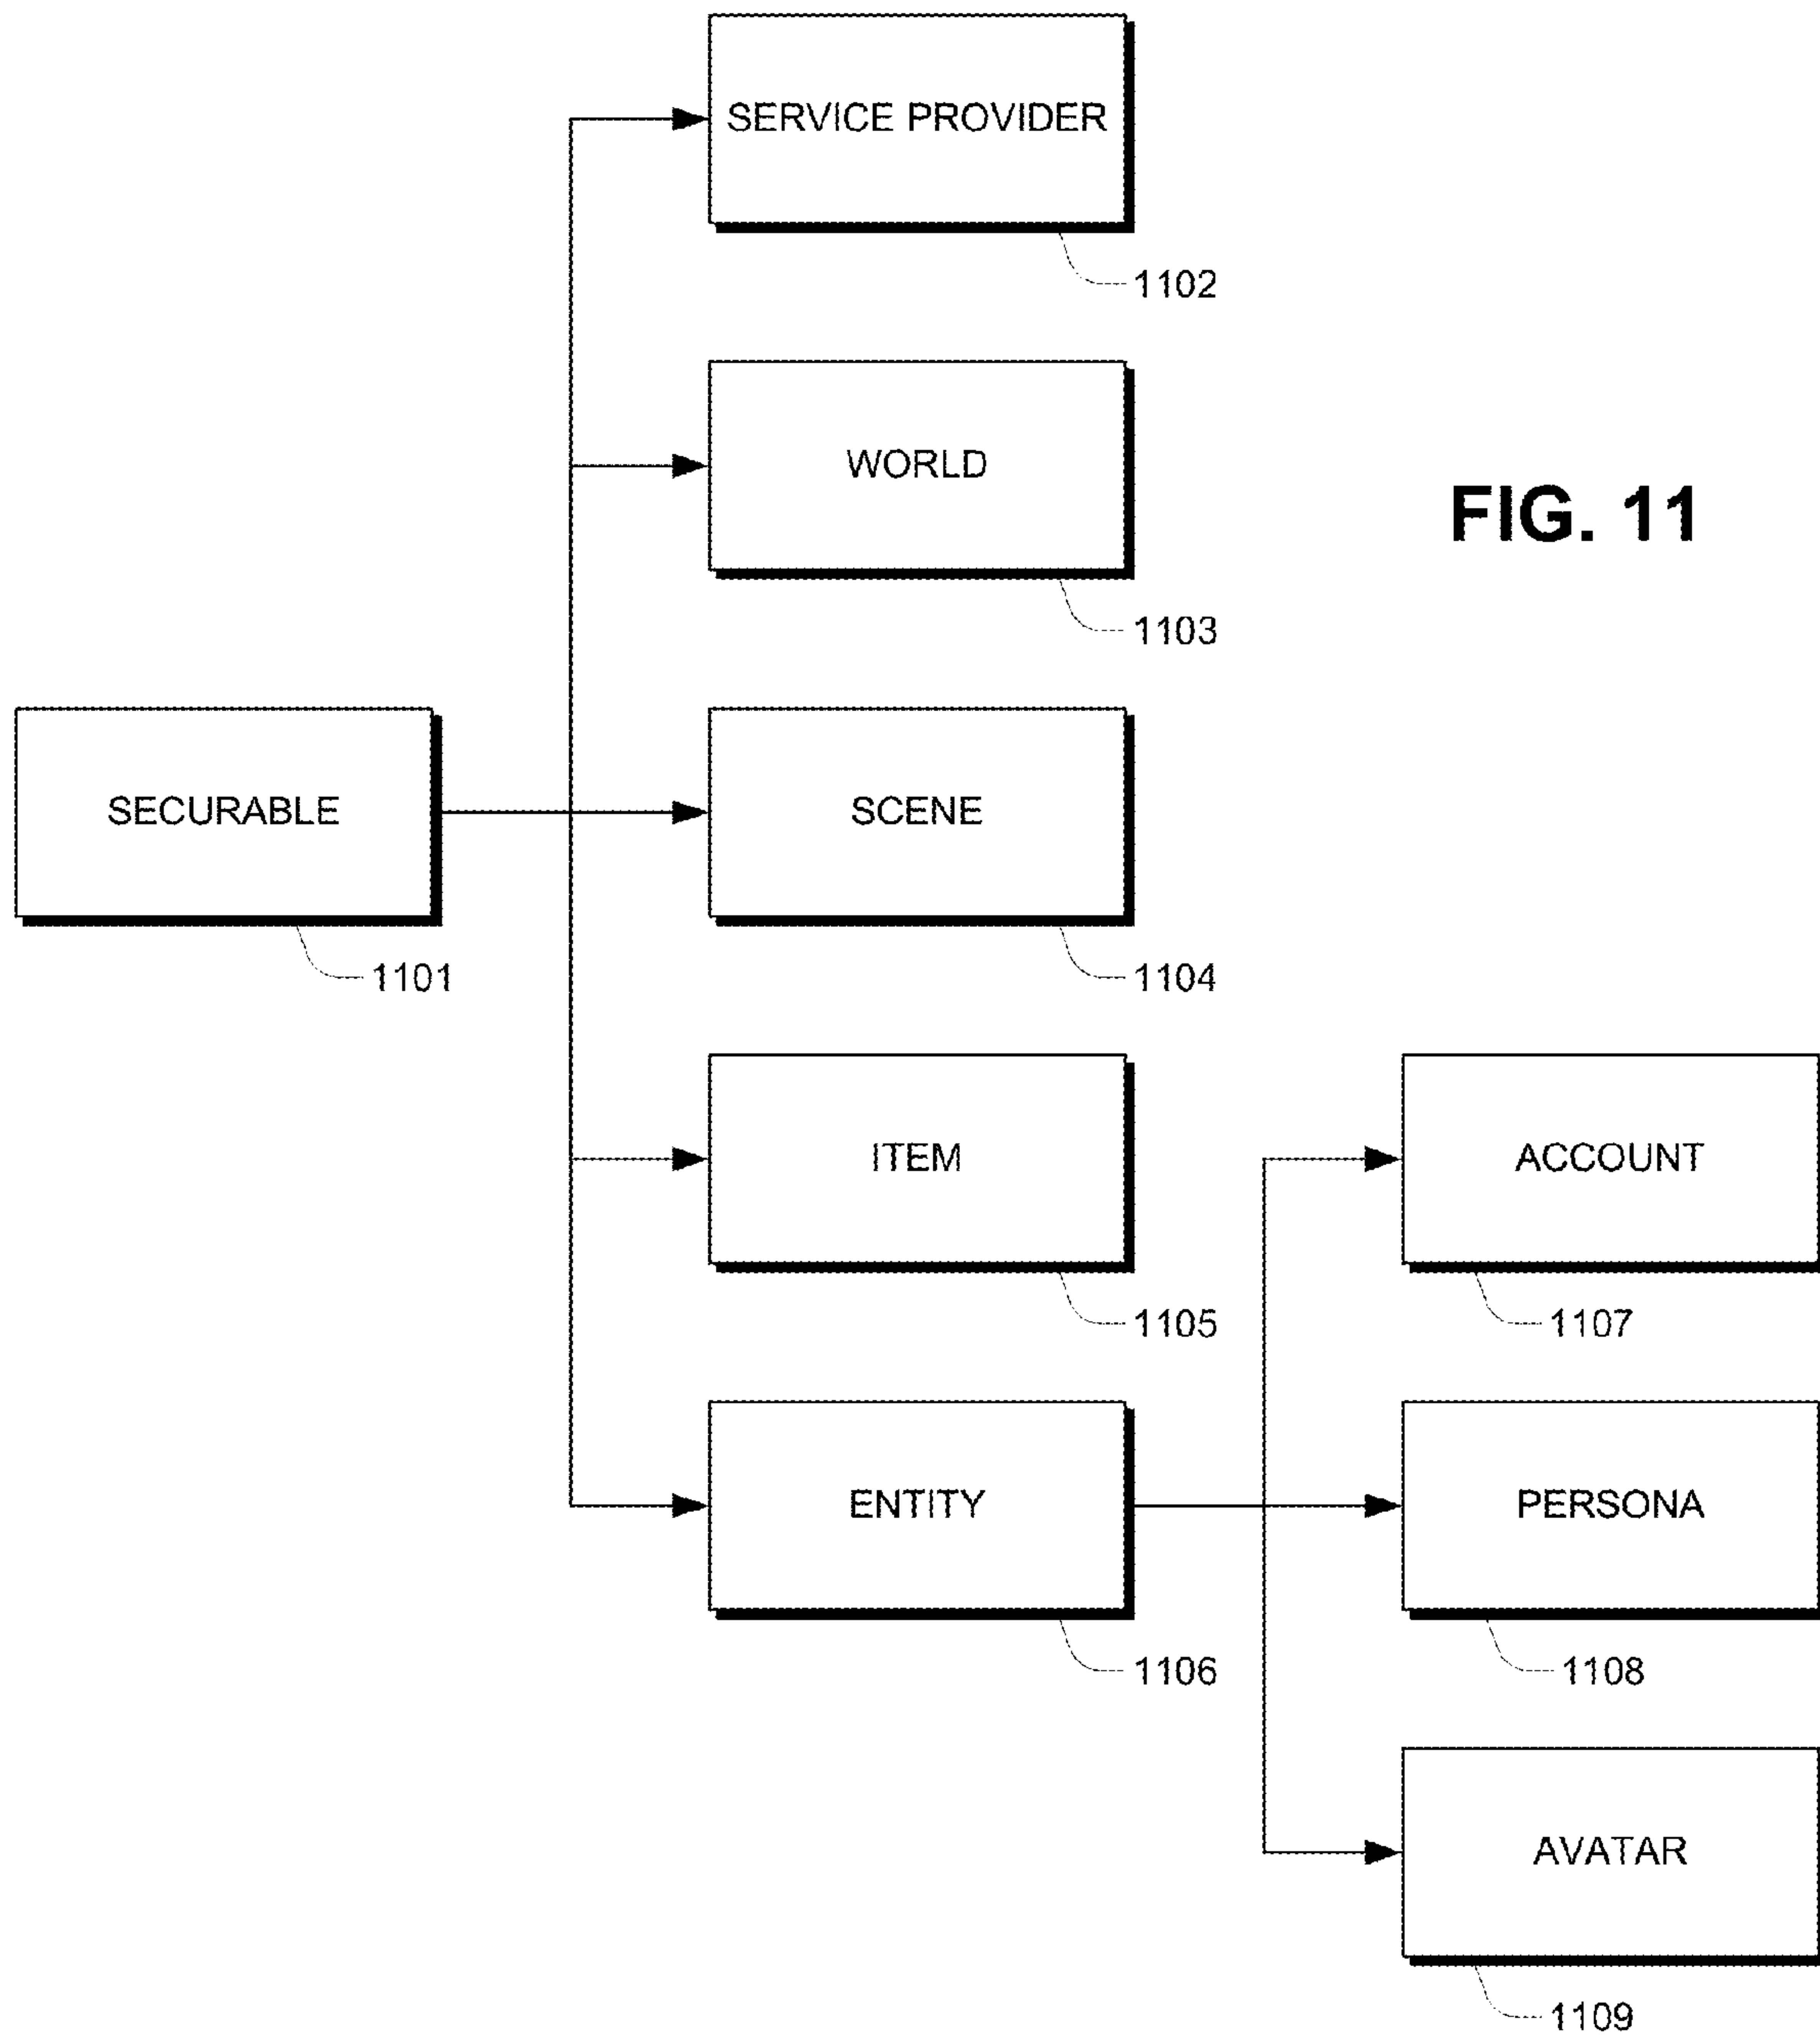 SERVICE PROVIDER
1102
WORLD
1103
FIG. 11
SECURABLE
1101
SCENE
1104
ITEM
1105
ACCOUNT
1107
ENTITY
1106
PERSONA
1108
AVATAR
1109